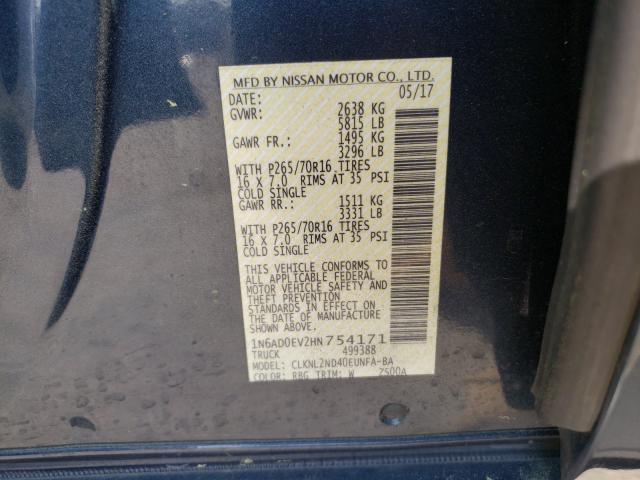 MFD BY NISSAN MOTOR CO., LTD.
DATE: 05/17
GVWR: 2638 KG
5815 LB
GAWR FR.: 1495 KG
3296 LB
WITH P265/70R16 TIRES
16 X 7.0 RIMS AT 35 PSI
COLD SINGLE
GAWR RR.: 1511 KG
3331 LB
WITH P265/70R16 TIRES
16 X 7.0 RIMS AT 35 PSI
COLD SINGLE
THIS VEHICLE CONFORMS TO
ALL APPLICABLE FEDERAL
MOTOR VEHICLE SAFETY AND
THEFT PREVENTION
STANDARDS IN EFFECT ON
THE DATE OF MANUFACTURE
SHOWN ABOVE.
1N6AD0EV2HN754171
TRUCK 499388
MODEL: CLKNL2ND40EUNFA-BA
COLOR: RBG TRIM: W 2500A